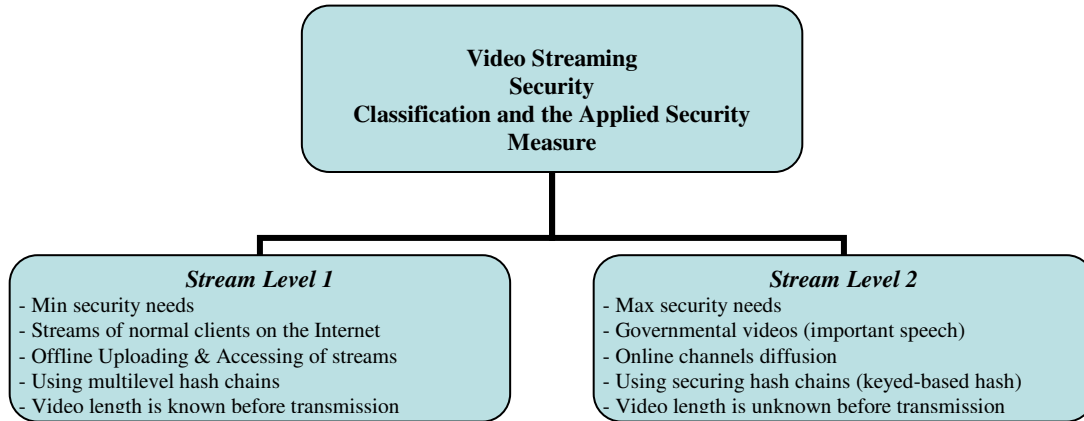 Video Streaming
Security
Classification and the Applied Security
Measure
Stream Level 1
- Min security needs
- Streams of normal clients on the Internet
- Offline Uploading & Accessing of streams
- Using multilevel hash chains
- Video length is known before transmission
Stream Level 2
- Max security needs
- Governmental videos (important speech)
- Online channels diffusion
- Using securing hash chains (keyed-based hash)
- Video length is unknown before transmission